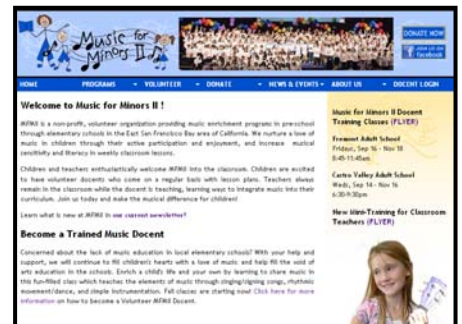 Music for
Minors II
DONATE NOW
JOIN US ON
Facebook
HOME PROGRAMS VOLUNTEER DONATE NEWS & EVENTS ABOUT US DOCENT LOGIN
Welcome to Music for Minors II !
MFMII is a non-profit, volunteer organization providing music enrichment programs in pre-school
through elementary schools in the East San Francisco Bay area of California. We nurture a love of
music in children through their active participation and enjoyment, and increase musical
sensitivity and literacy in weekly classroom lessons.
Children and teachers enthusiastically welcome MFMII into the classroom. Children are excited
to have volunteer docents who come on a regular basis with lesson plans. Teachers always
remain in the classroom while the docent is teaching, learning ways to integrate music into their
curriculum. Join us today and make the musical difference for children!
Learn what is new at MFMII in our current newsletter?
Become a Trained Music Docent
Concerned about the lack of music education in local elementary schools? With your help and
support, we will continue to fill children's hearts with a love of music and help fill the void of
arts education in the schools. Enrich a child's life and your own by learning to share music in
this fun-filled class which teaches the elements of music through singing/signing songs, rhythmic
movement/dance, and simple instrumentation. Fall classes are starting now! Click here for more
information on how to become a Volunteer MFMII Docent.
Music for Minors II Docent
Training Classes (FLYER)
Fremont Adult School
Fridays, Sep 16 - Nov 18
8:45-11:45am
Castro Valley Adult School
Weds, Sep 14 - Nov 16
6:30-9:30pm
New Mini-Training for Classroom
Teachers (FLYER)